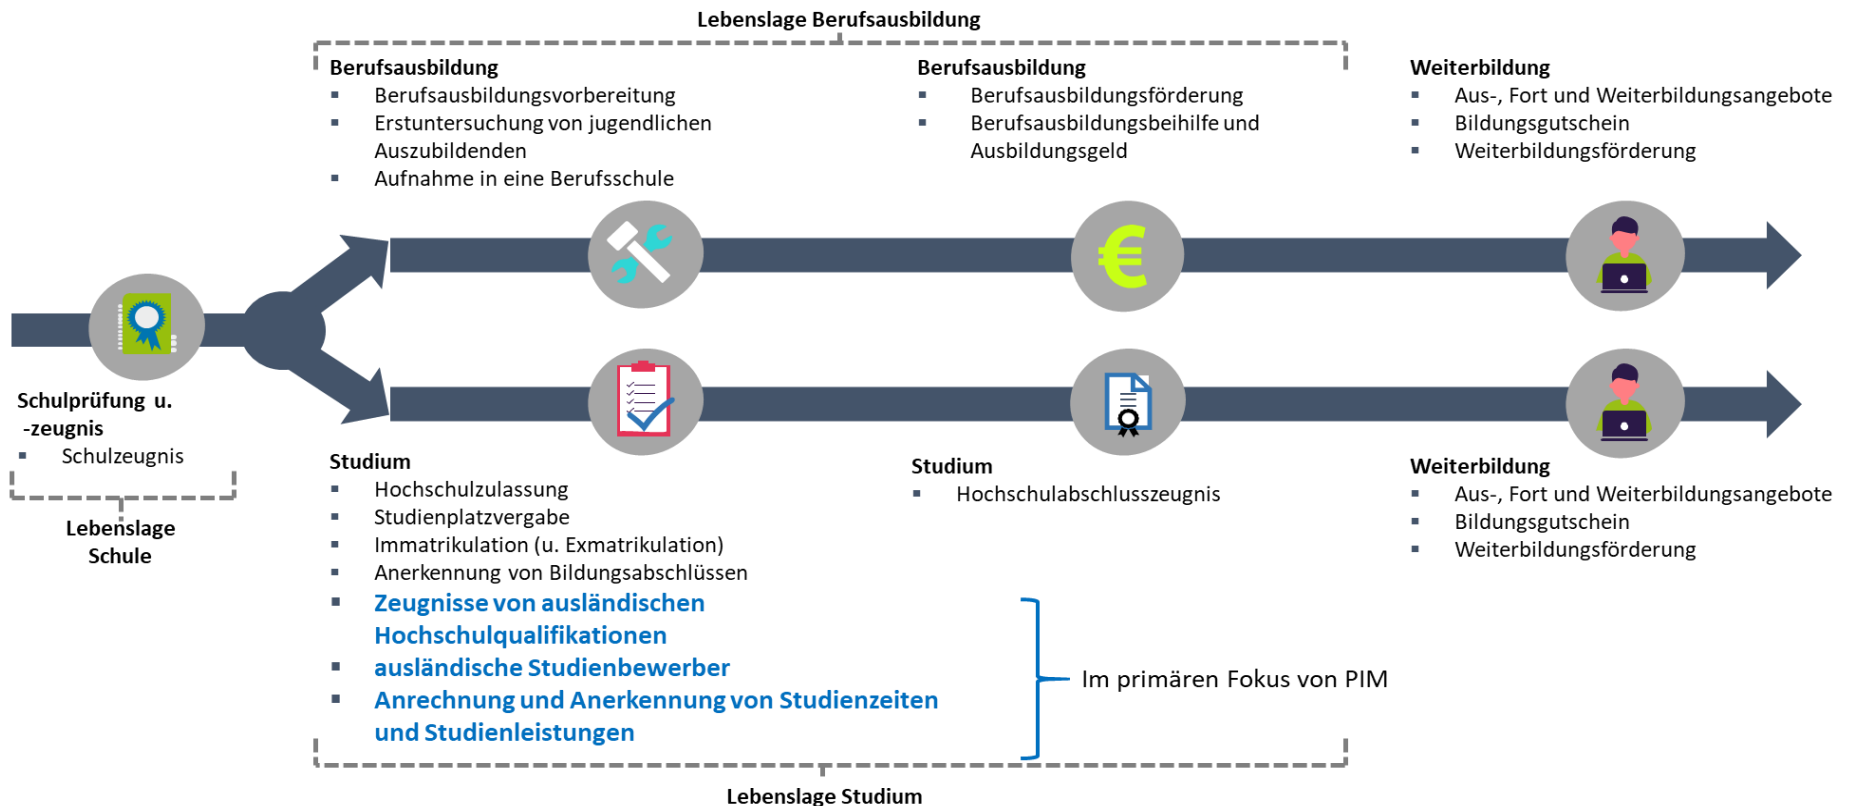 Lebenslage Berufsausbildung
Berufsausbildung
▪ Berufsausbildungsvorbereitung
▪ Erstuntersuchung von jugendlichen
Auszubildenden
▪ Aufnahme in eine Berufsschule
Berufsausbildung
▪ Berufsausbildungsförderung
▪ Berufsausbildungsbeihilfe und
Ausbildungsgeld
Weiterbildung
▪ Aus-, Fort und Weiterbildungsangebote
▪ Bildungsgutschein
▪ Weiterbildungsförderung
€
Schulprüfung u.
-zeugnis
▪ Schulzeugnis
Lebenslage
Schule
Studium
▪ Hochschulzulassung
▪ Studienplatzvergabe
▪ Immatrikulation (u. Exmatrikulation)
▪ Anerkennung von Bildungsabschlüssen
▪ Zeugnisse von ausländischen
Hochschulqualifikationen
▪ ausländische Studienbewerber
▪ Anrechnung und Anerkennung von Studienzeiten
und Studienleistungen
Im primären Fokus von PIM
Studium
▪ Hochschulabschlusszeugnis
Weiterbildung
▪ Aus-, Fort und Weiterbildungsangebote
▪ Bildungsgutschein
▪ Weiterbildungsförderung
Lebenslage Studium